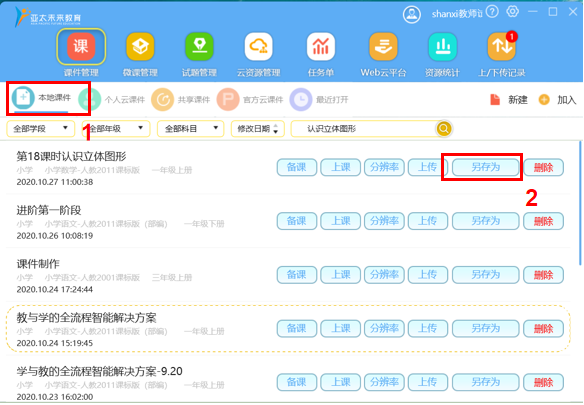 亚太未来教育
shanxi教师讠
课件管理
微课管理
试题管理
云资源管理
任务单
Web云平台
资源统计
上/下传记录
1
本地课件
个人云课件
共享课件
官方云课件
最近打开
新建
加入
1
全部学段
全部年级
全部科目
修改日期
认识立体图形
第18课时认识立体图形
小学 小学数学-人教2011课标版 一年级上册
2020.10.27 11:00:38
备课 上课 分辨率 上传 另存为 删除
2
进阶第一阶段
小学 小学语文-人教2011课标版（部编） 一年级下册
2020.10.26 10:08:19
备课 上课 分辨率 上传 另存为 删除
课件制作
小学 小学语文-人教2011课标版 三年级上册
2020.10.24 17:24:44
备课 上课 分辨率 上传 另存为 删除
教与学的全流程智能解决方案
小学 小学语文-人教2011课标版（部编） 一年级上册
2020.10.24 15:19:45
备课 上课 分辨率 上传 另存为 删除
学与教的全流程智能解决方案-9.20
小学 小学语文-人教2011课标版（部编） 一年级上册
2020.10.23 16:02:00
备课 上课 分辨率 上传 另存为 删除